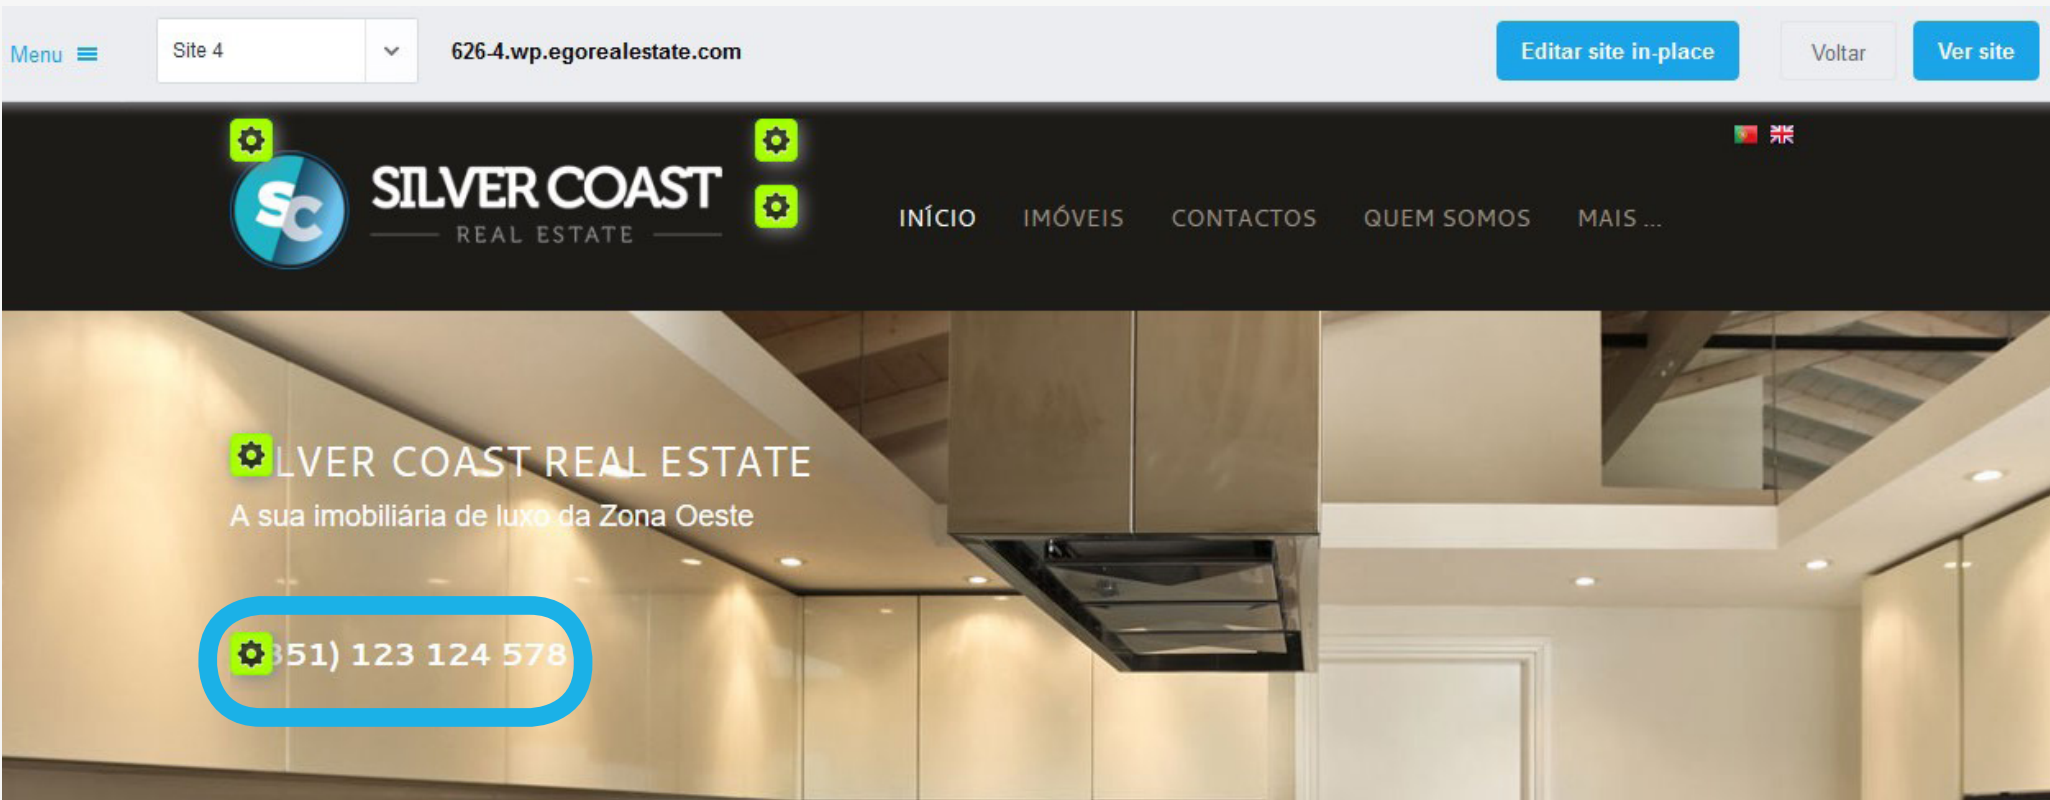 Menu
Site 4
626-4.wp.egorealestate.com
Editar site in-place
Voltar
Ver site
SC
SILVER COAST
REAL ESTATE
INÍCIO IMÓVEIS CONTACTOS QUEM SOMOS MAIS ...
LVER COAST REAL ESTATE
A sua imobiliária de luxo da Zona Oeste
351) 123 124 578